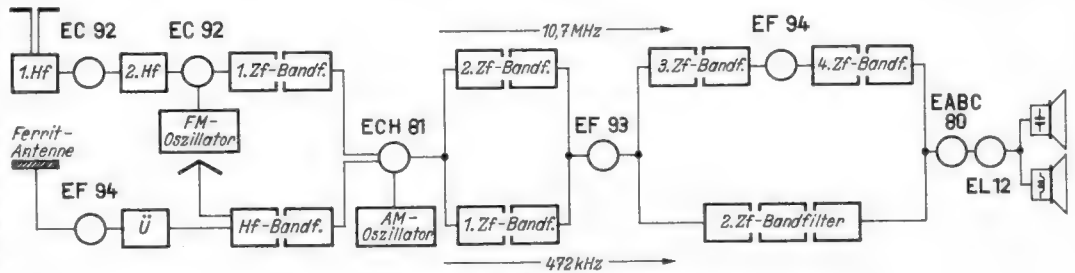 EC 92
EC 92
10,7 MHz
EF 94
1.Hf
2.Hf
1.Zf-Bandf.
2.Zf-Bandf.
3.Zf-Bandf.
4.Zf-Bandf.
FM-
Oszillator
ECH 81
EF 93
EABC
80
EL 12
Ferrit-
Antenne
EF 94
Ü
Hf-Bandf.
AM-
Oszillator
1.Zf-Bandf.
2.Zf-Bandfilter
472 kHz